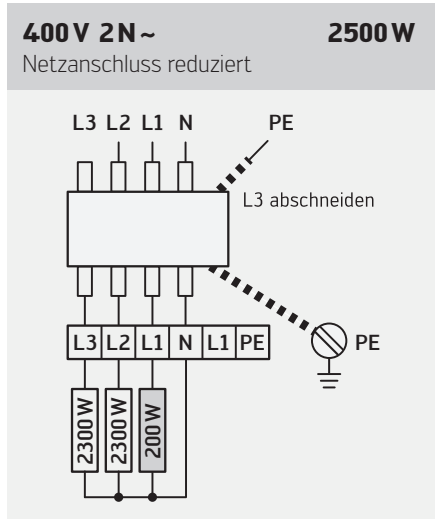 400 V 2 N ~ 2500 W
Netzanschluss reduziert
L3 L2 L1 N PE
L3 abschneiden
L3 L2 L1 N L1 PE
PE
2300 W 2300 W 200 W